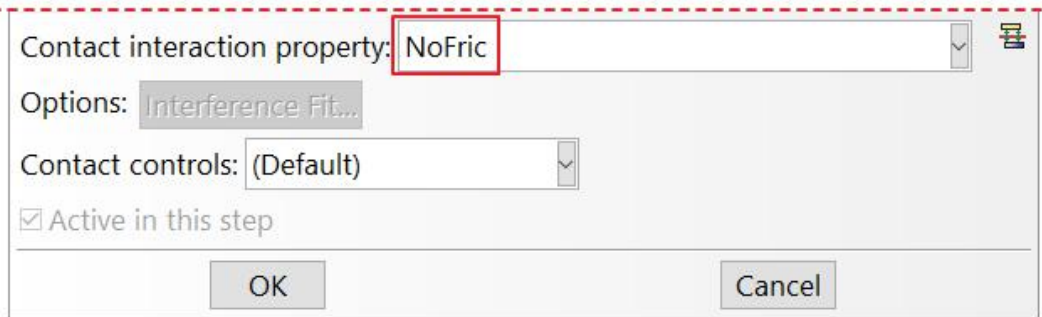 Contact interaction property: NoFric
Options: Interference Fit...
Contact controls: (Default)
Active in this step
OK Cancel